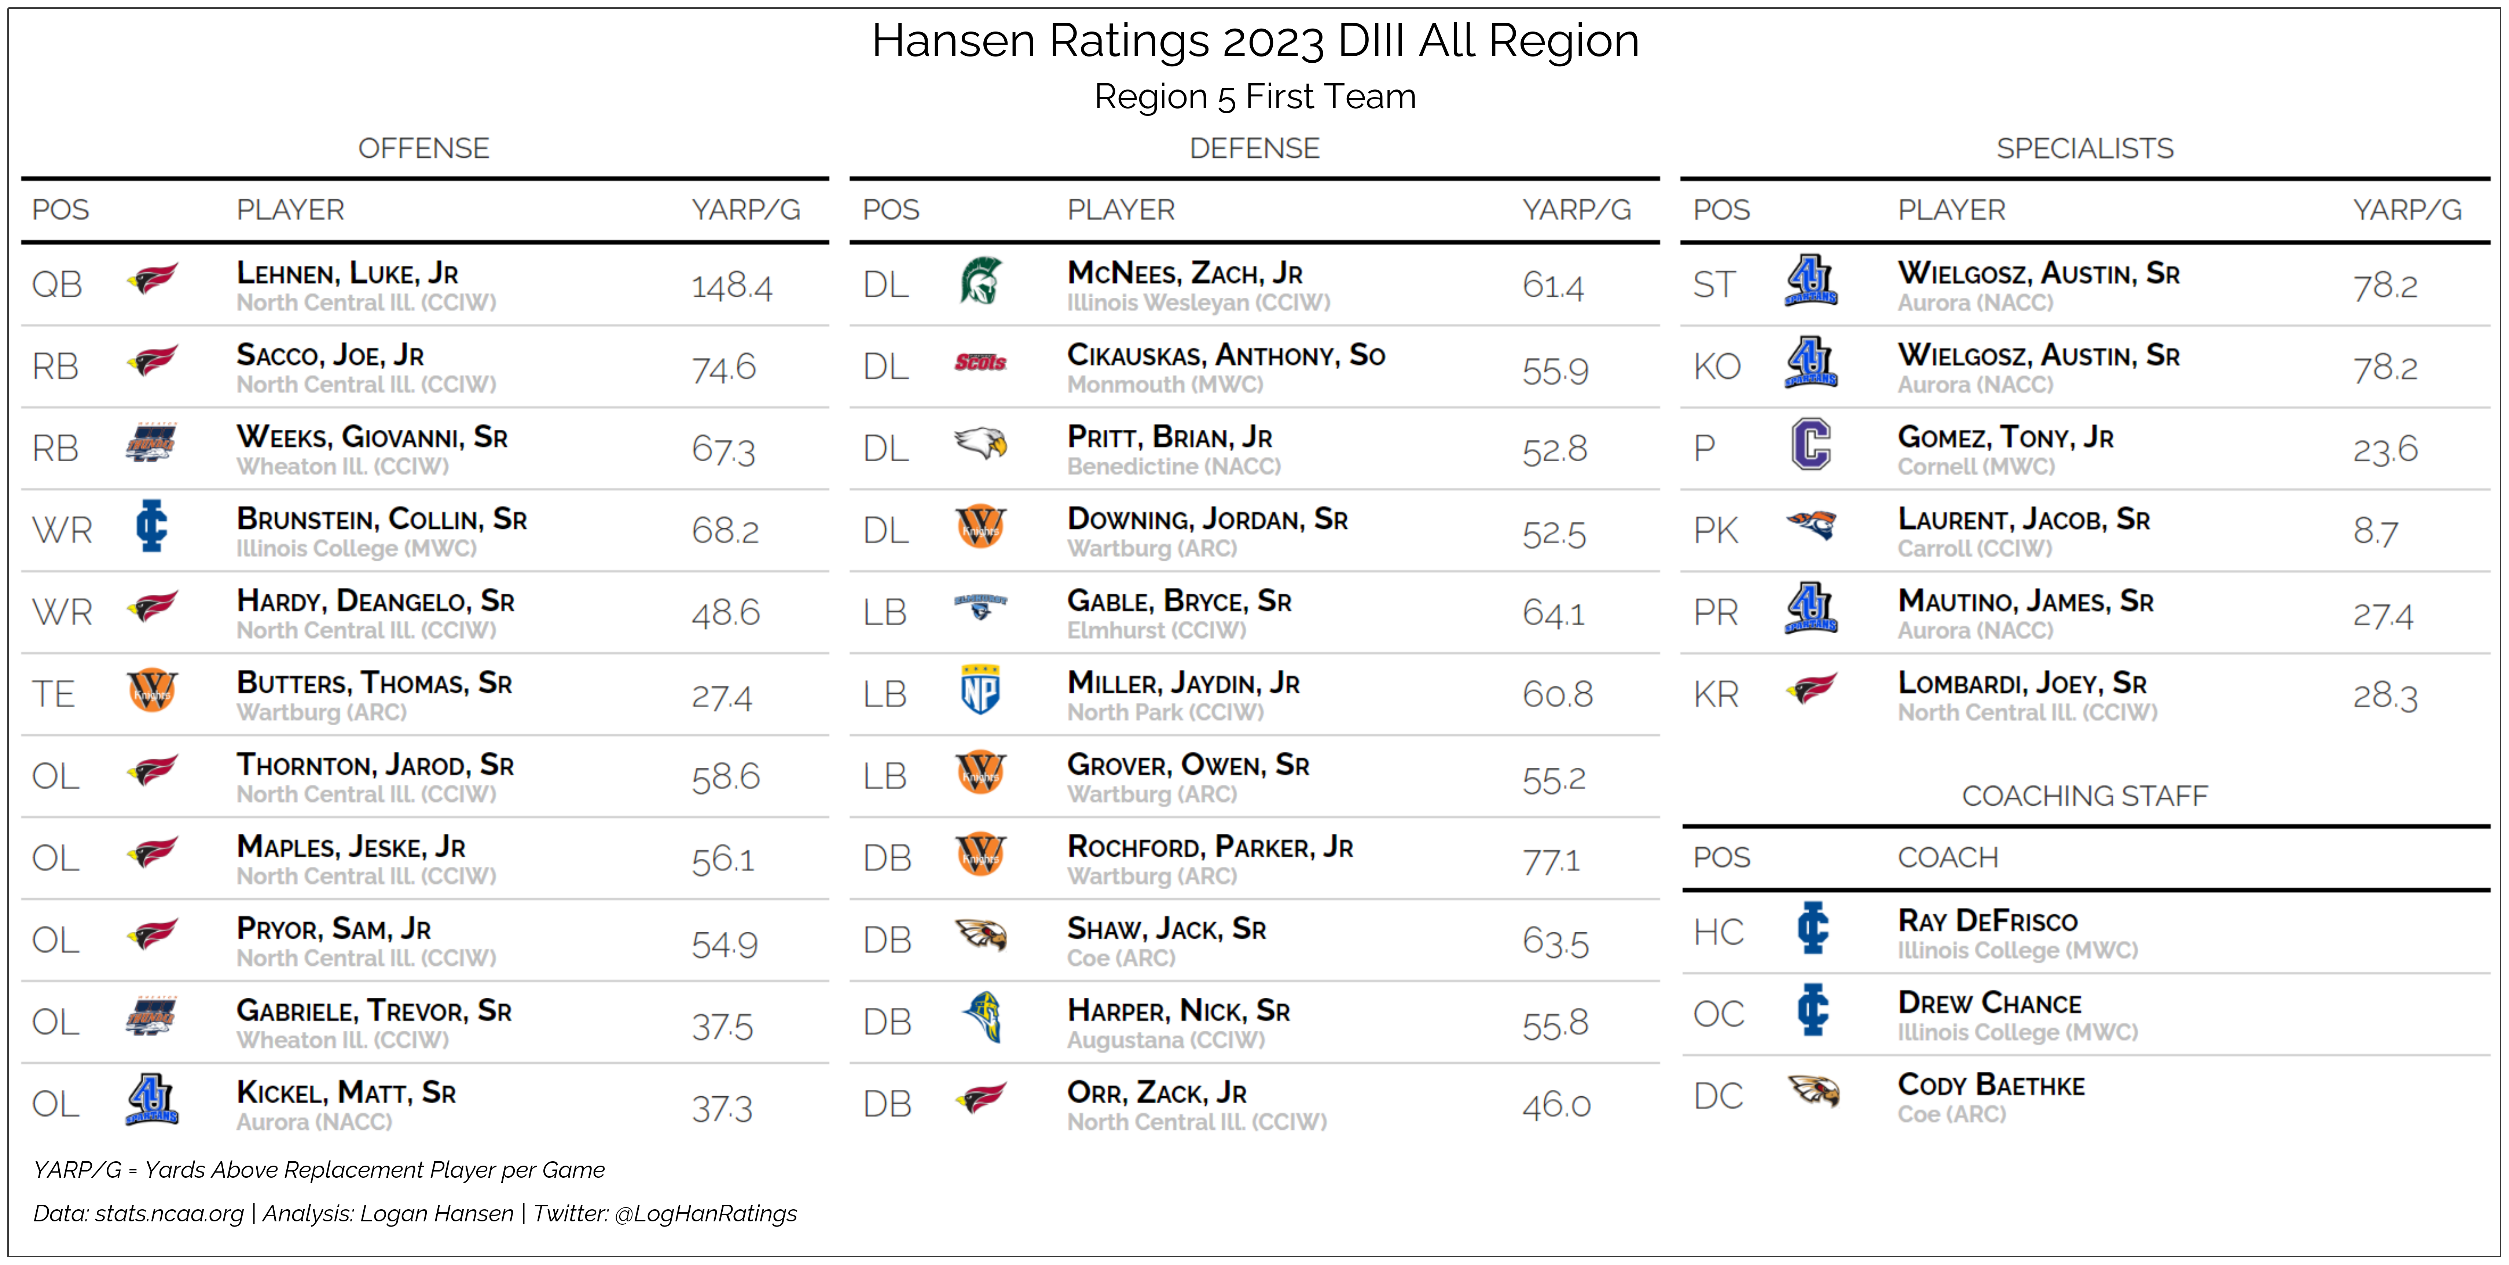 Hansen Ratings 2023 DIII All Region
Region 5 First Team
OFFENSE
POS PLAYER YARP/G
QB LEHNEN, LUKE, JR 148.4
North Central Ill. (CCIW)
RB SACCO, JOE, JR 74.6
North Central Ill. (CCIW)
RB WEEKS, GIOVANNI, SR 67.3
Wheaton Ill. (CCIW)
WR BRUNSTEIN, COLLIN, SR 68.2
Illinois College (MWC)
WR HARDY, DEANGELO, SR 48.6
North Central Ill. (CCIW)
TE BUTTERS, THOMAS, SR 27.4
Wartburg (ARC)
OL THORNTON, JAROD, SR 58.6
North Central Ill. (CCIW)
OL MAPLES, JESKE, JR 56.1
North Central Ill. (CCIW)
OL PRYOR, SAM, JR 54.9
North Central Ill. (CCIW)
OL GABRIELE, TREVOR, SR 37.5
Wheaton Ill. (CCIW)
OL KICKEL, MATT, SR 37.3
Aurora (NACC)
DEFENSE
POS PLAYER YARP/G
DL MCNEES, ZACH, JR 61.4
Illinois Wesleyan (CCIW)
DL CIKAUSKAS, ANTHONY, SO 55.9
Monmouth (MWC)
DL PRITT, BRIAN, JR 52.8
Benedictine (NACC)
DL DOWNING, JORDAN, SR 52.5
Wartburg (ARC)
LB GABLE, BRYCE, SR 64.1
Elmhurst (CCIW)
LB MILLER, JAYDIN, JR 60.8
North Park (CCIW)
LB GROVER, OWEN, SR 55.2
Wartburg (ARC)
DB ROCHFORD, PARKER, JR 77.1
Wartburg (ARC)
DB SHAW, JACK, SR 63.5
Coe (ARC)
DB HARPER, NICK, SR 55.8
Augustana (CCIW)
DB ORR, ZACK, JR 46.0
North Central Ill. (CCIW)
SPECIALISTS
POS PLAYER YARP/G
ST WIELGOSZ, AUSTIN, SR 78.2
Aurora (NACC)
KO WIELGOSZ, AUSTIN, SR 78.2
Aurora (NACC)
P GOMEZ, TONY, JR 23.6
Cornell (MWC)
PK LAURENT, JACOB, SR 8.7
Carroll (CCIW)
PR MAUTINO, JAMES, SR 27.4
Aurora (NACC)
KR LOMBARDI, JOEY, SR 28.3
North Central Ill. (CCIW)
COACHING STAFF
POS COACH
HC RAY DEFRISCO
Illinois College (MWC)
OC DREW CHANCE
Illinois College (MWC)
DC CODY BAETHKE
Coe (ARC)
YARP/G = Yards Above Replacement Player per Game
Data: stats.ncaa.org | Analysis: Logan Hansen | Twitter: @LogHanRatings